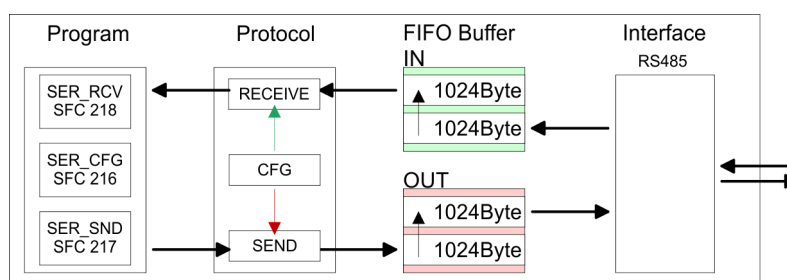 Program
Protocol
FIFO Buffer
Interface
IN
RS485
SER_RCV
SFC 218
RECEIVE
1024Byte
1024Byte
SER_CFG
SFC 216
CFG
OUT
1024Byte
SER_SND
SFC 217
SEND
1024Byte